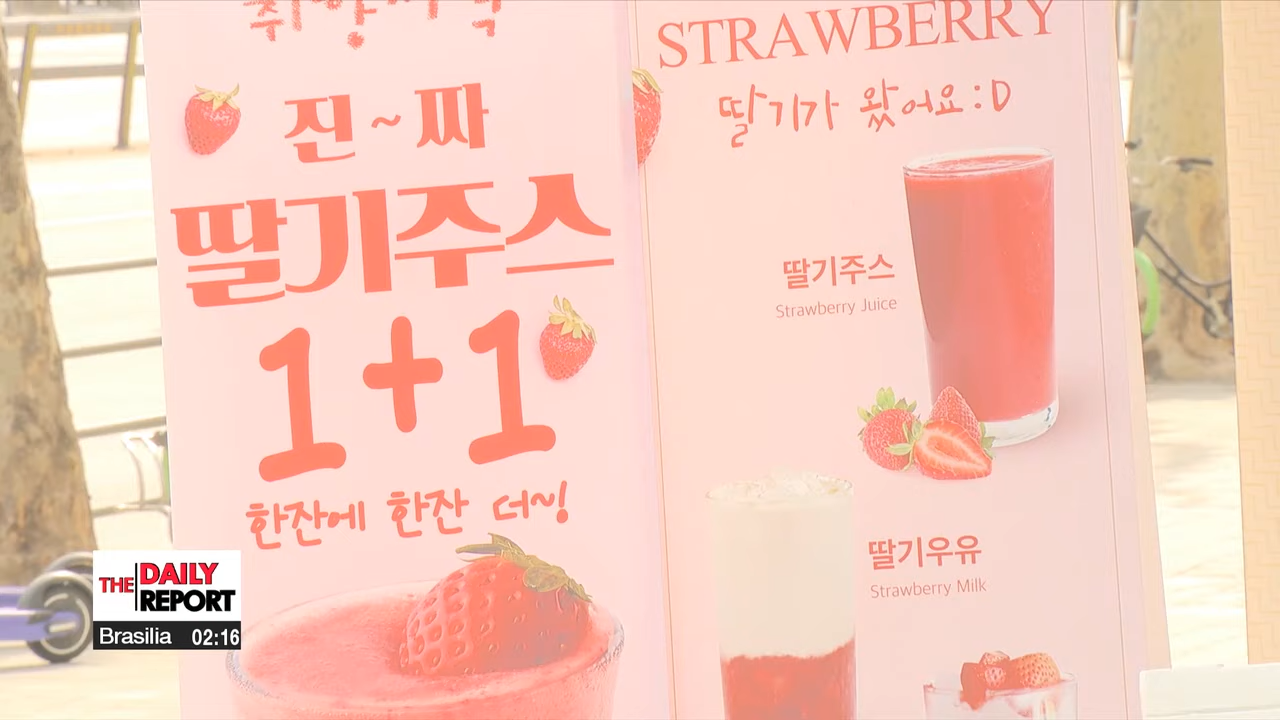 진~짜
딸기주스
1+1
한잔에 한잔 더~!
STRAWBERRY
딸기가 왔어요:D
딸기주스
Strawberry Juice
딸기우유
Strawberry Milk
THE DAILY
REPORT
Brasilia 02:16